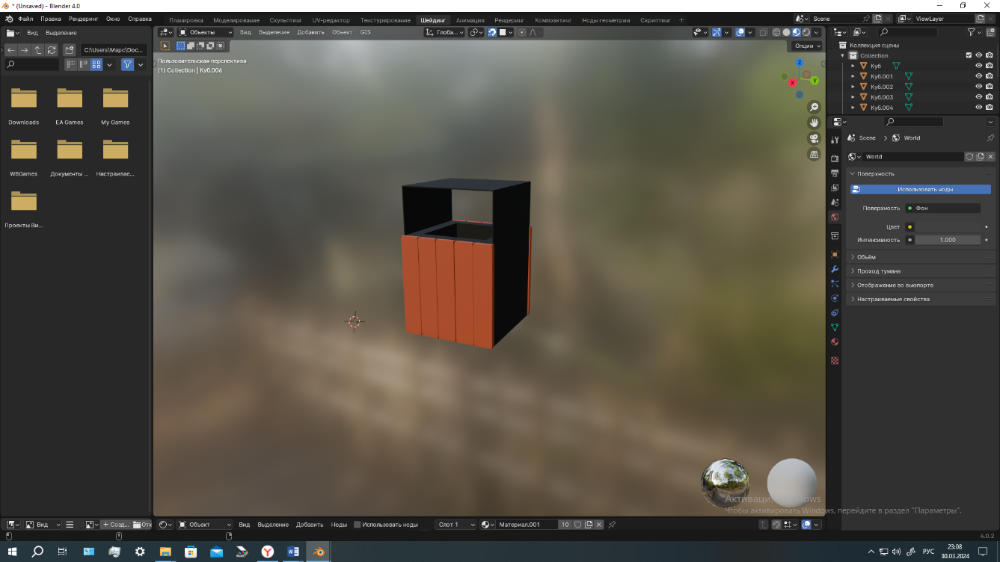 * (Unsaved) - Blender 4.0
Файл Правка Рендеринг Окно Справка
Планировка Моделирование Скульптинг UV-редактор Текстурирование Шейдинг Анимация Рендеринг Композитинг Ноды геометрии Скриптинг +
Scene
ViewLayer
Вид Выделение
Объекты Вид Выделение Добавить Объект GIS
Глоба...
C:\Users\Марс\Doc...
Опции
Пользовательская перспектива
(1) Collection | Куб.006
Z
Y
X
Downloads EA Games My Games
WBGames Документы ... Настраивае...
Проекты Ви...
Коллекция сцены
Collection
Куб
Куб.001
Куб.002
Куб.003
Куб.004
Scene > World
World
Поверхность
Использовать ноды
Поверхность Фон
Цвет
Интенсивность 1.000
Объём
Проход тумана
Отображение во вьюпорте
Настраиваемые свойства
Активация Windows
Чтобы активировать Windows, перейдите в раздел "Параметры".
Вид + Созд... Отк
Объект Вид Выделение Добавить Ноды Использовать ноды Слот 1 Материал.001 10
4.0.2
РУС
23:08
30.03.2024